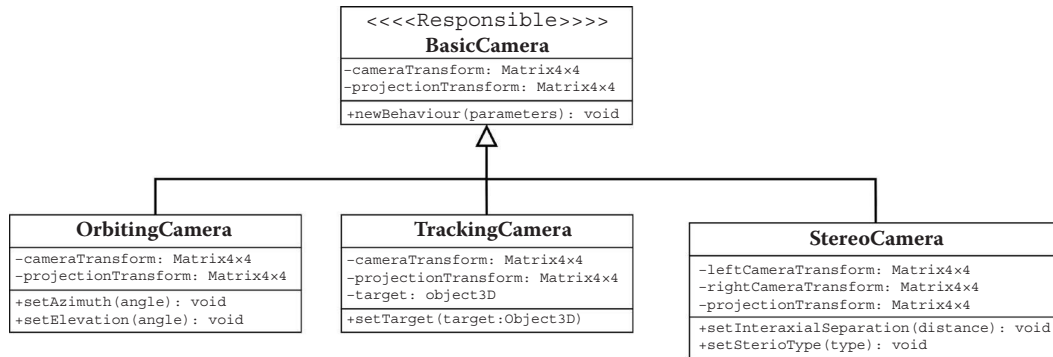 <<<<Responsible>>>>
BasicCamera
-cameraTransform: Matrix4×4
-projectionTransform: Matrix4×4
+newBehaviour(parameters): void
OrbitingCamera
-cameraTransform: Matrix4×4
-projectionTransform: Matrix4×4
+setAzimuth(angle): void
+setElevation(angle): void
TrackingCamera
-cameraTransform: Matrix4×4
-projectionTransform: Matrix4×4
-target: object3D
+setTarget(target:Object3D)
StereoCamera
-leftCameraTransform: Matrix4×4
-rightCameraTransform: Matrix4×4
-projectionTransform: Matrix4×4
+setInteraxialSeparation(distance): void
+setSterioType(type): void